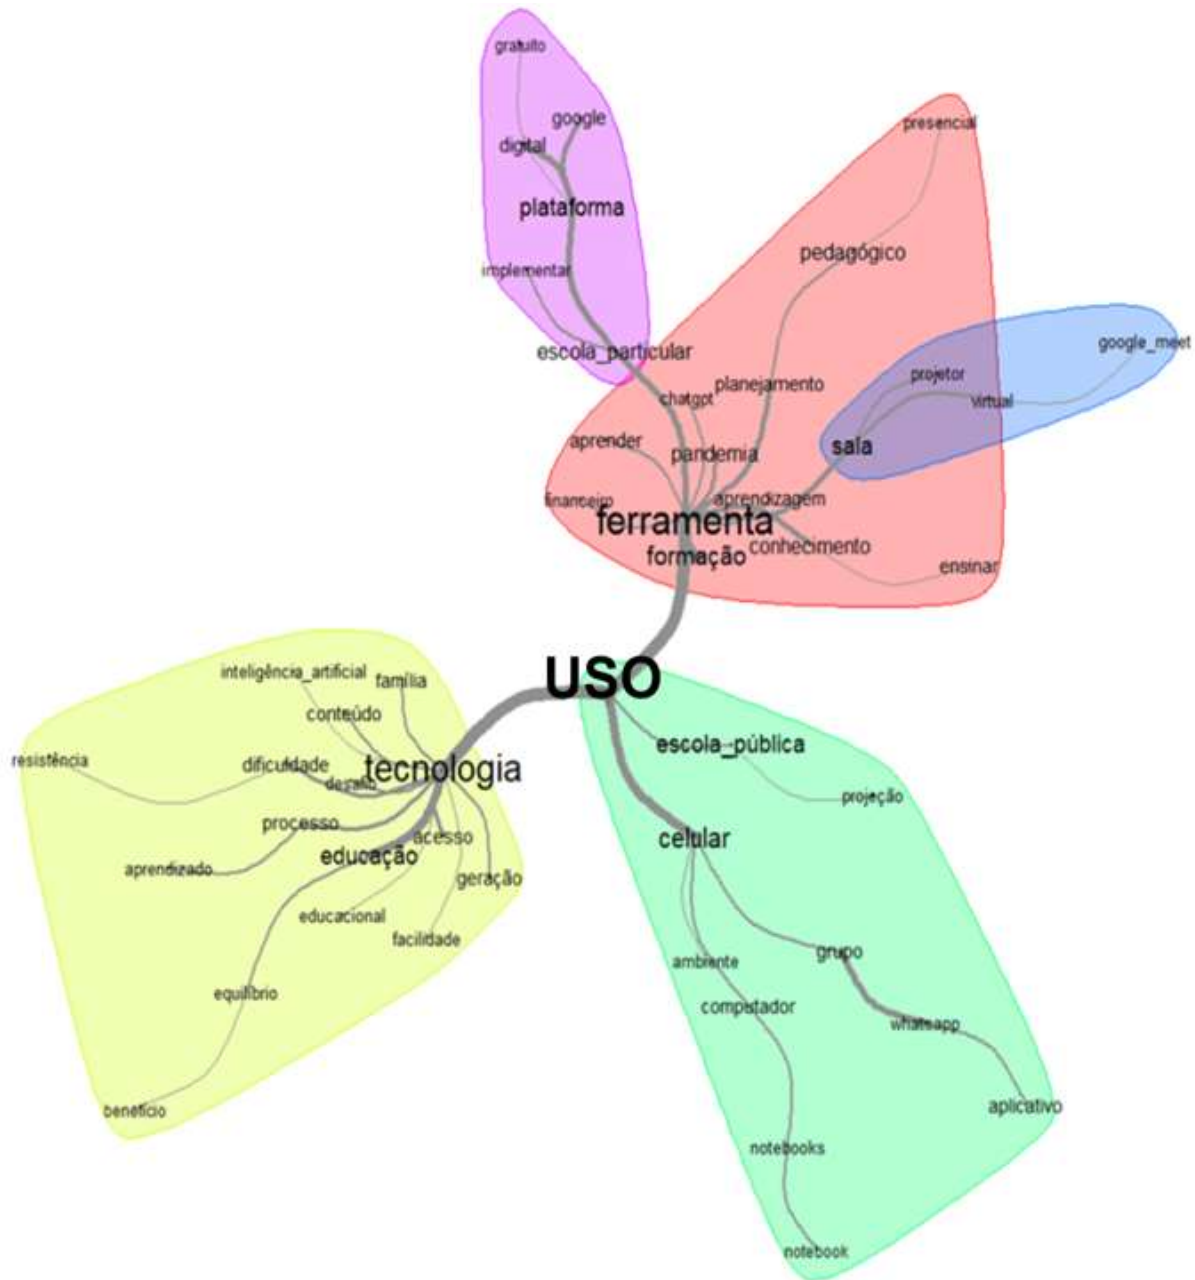 gratuito
google
digital
plataforma
implementar
escola_particular
presencial
pedagógico
google_meet
projetor
virtual
planejamento
chatgpt
sala
aprender
pandemia
financeiro
aprendizagem
ferramenta
conhecimento
formação
ensinar
USO
inteligência_artificial
família
conteúdo
resistência
dificuldade
tecnologia
desafio
processo
acesso
educação
aprendizado
geração
educacional
facilidade
equilíbrio
benefício
escola_pública
projeção
celular
grupo
ambiente
computador
whatsapp
aplicativo
notebooks
notebook